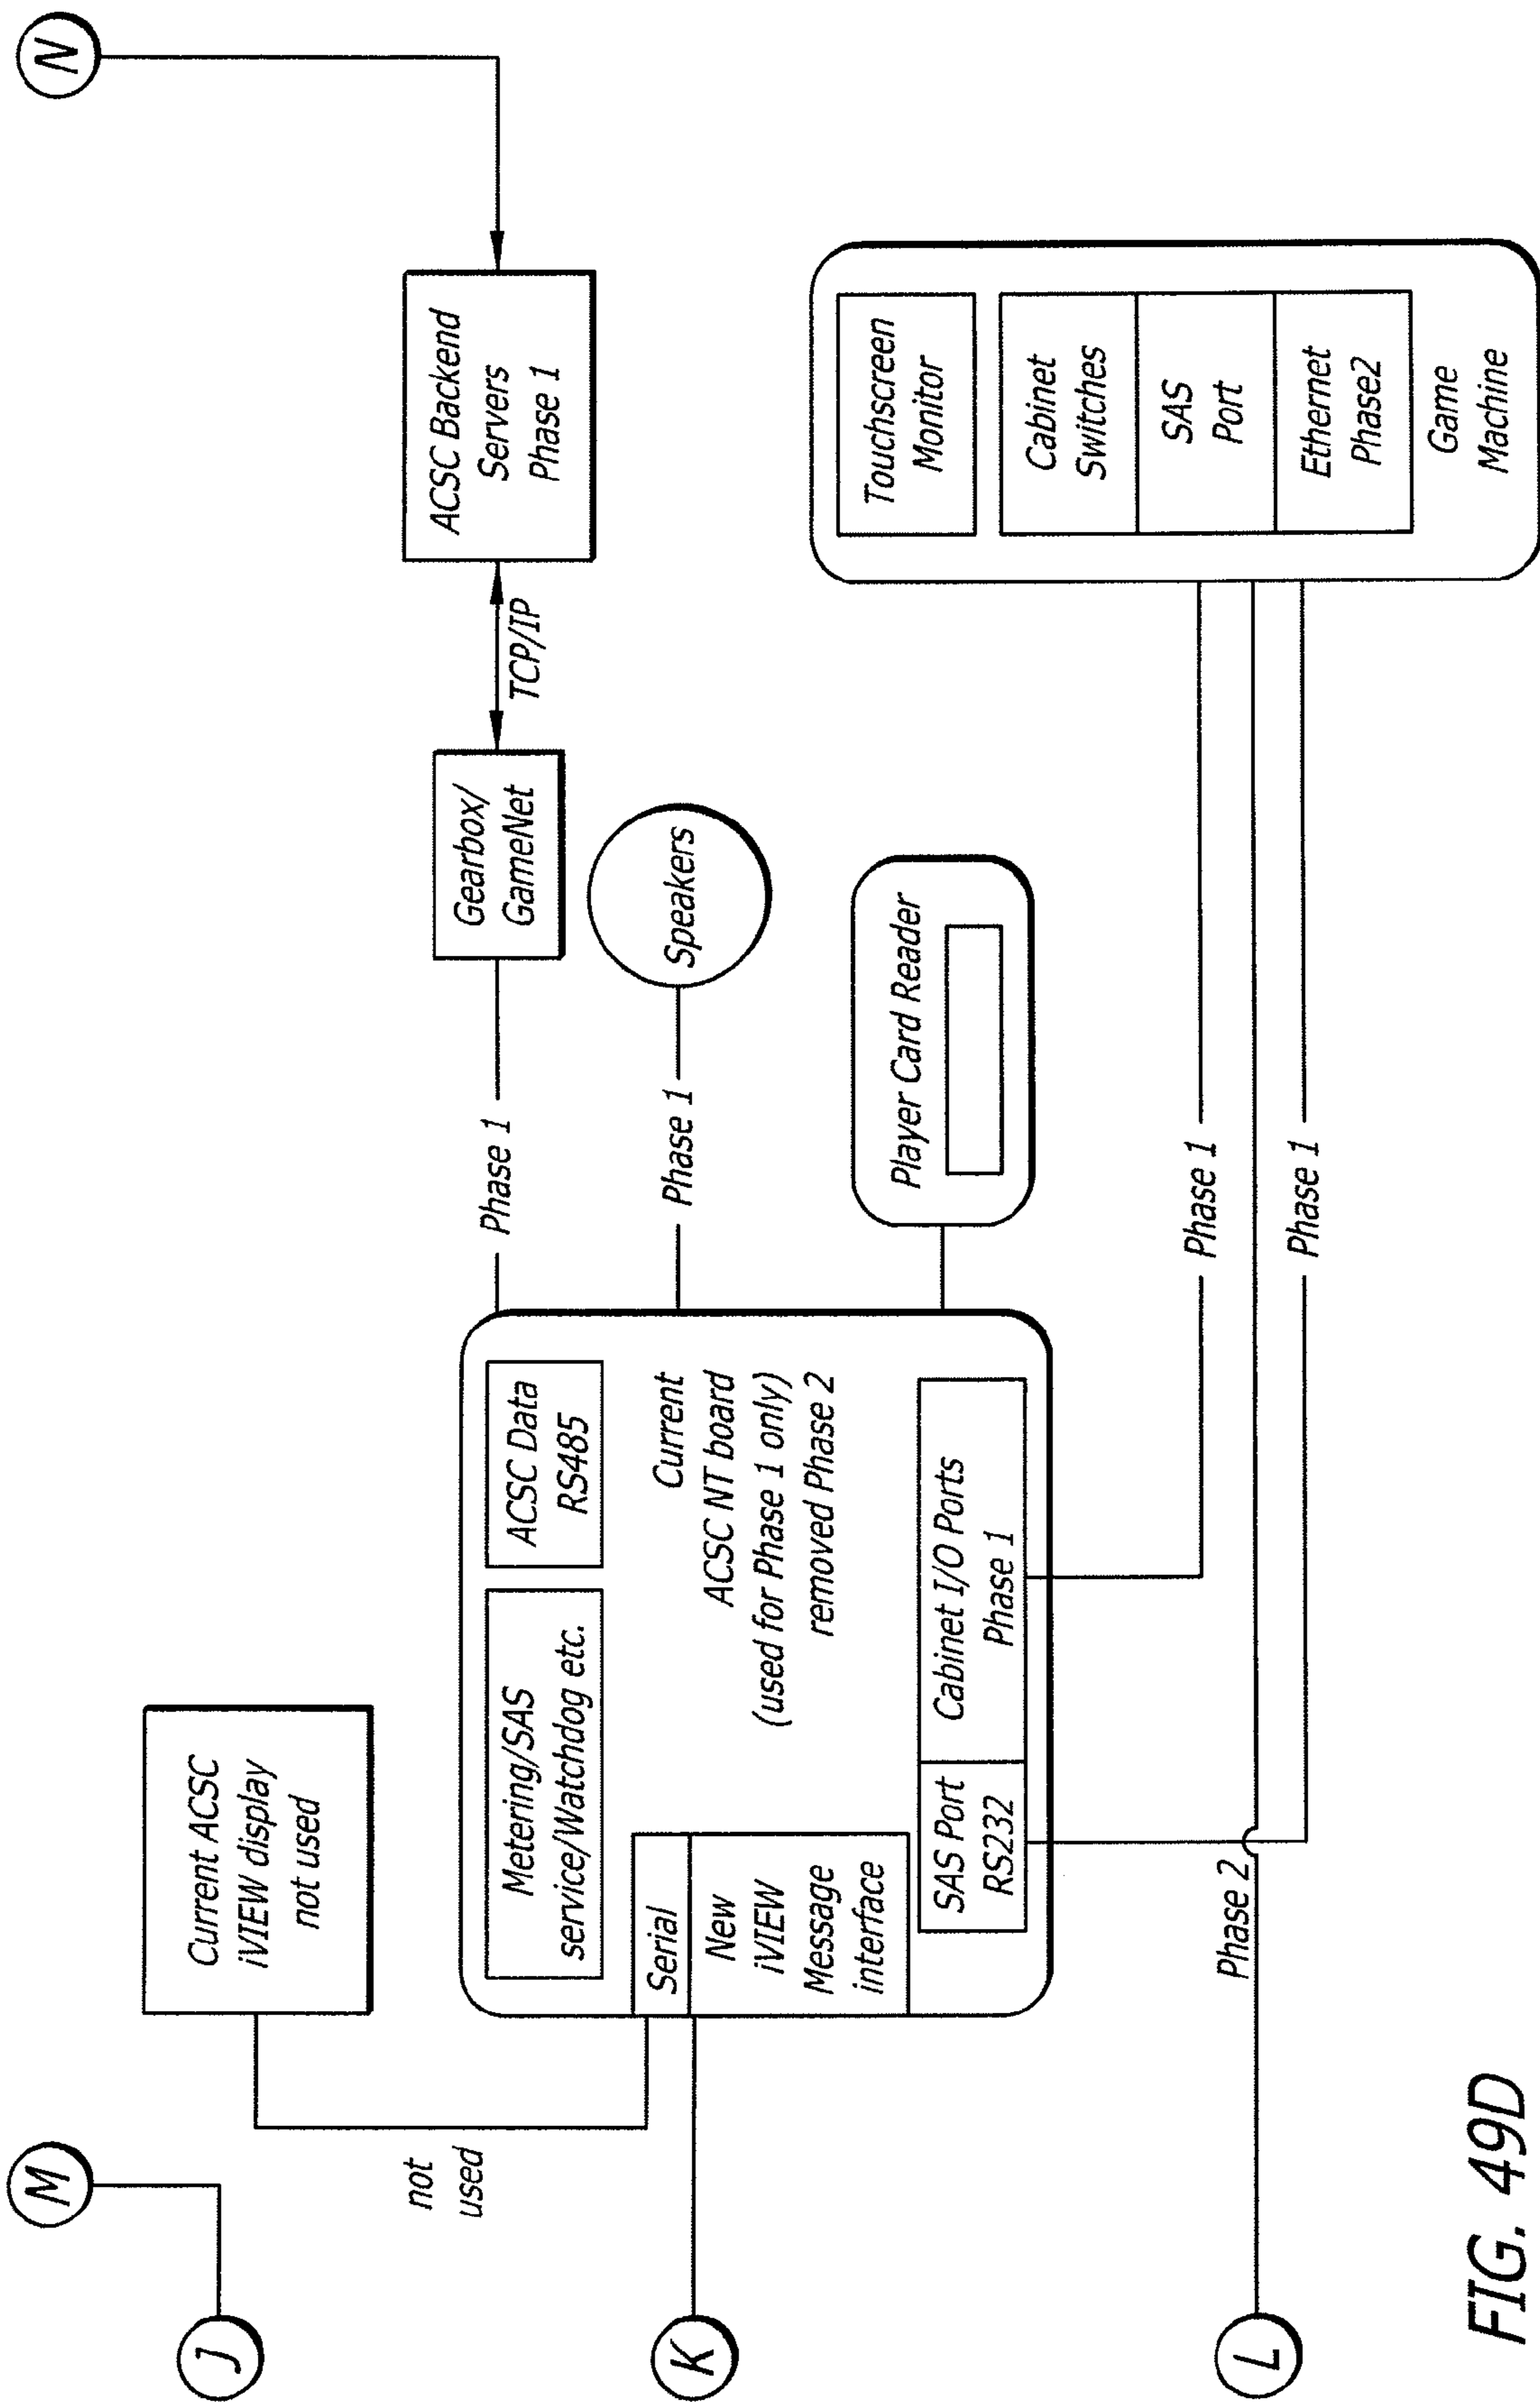 M
N
J
Current ACSC
iVIEW display
not used
not
used
Metering/SAS
service/Watchdog etc.
ACSC Data
RS485
Phase 1
Gearbox/
GameNet
TCP/IP
ACSC Backend
Servers
Phase 1
K
Serial
New
iVIEW
Message
interface
Current
ACSC NT board
(used for Phase 1 only)
removed Phase 2
Phase 1
Speakers
SAS Port
RS232
Cabinet I/O Ports
Phase 1
Player Card Reader
Touchscreen
Monitor
Cabinet
Switches
SAS
Port
Ethernet
Phase2
Game
Machine
Phase 1
L
Phase 2
Phase 1
FIG. 49D